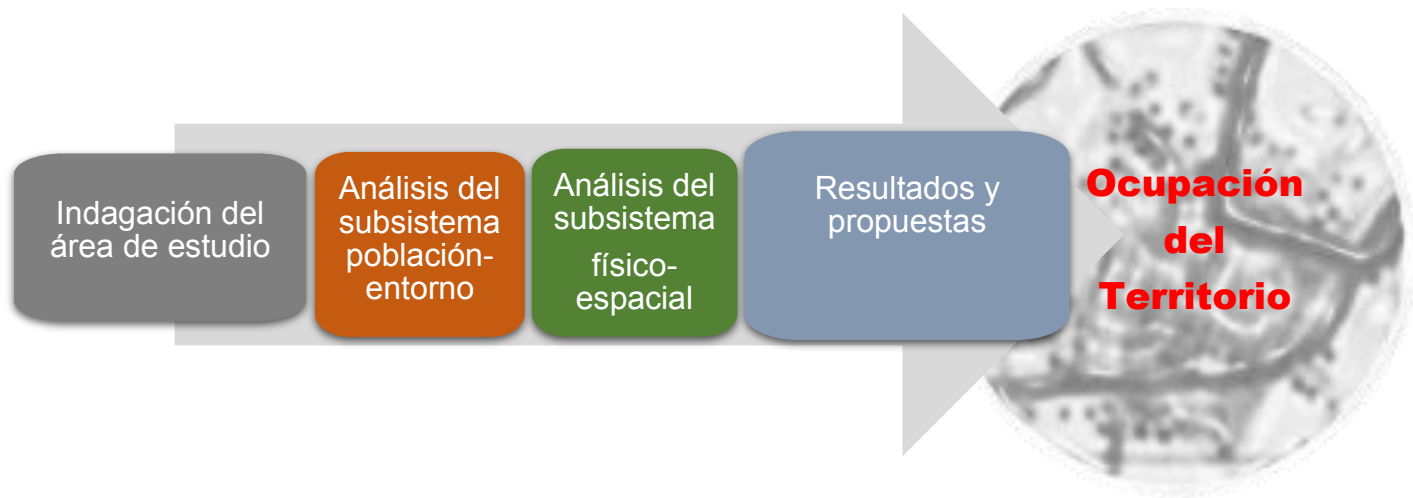 Indagación del
área de estudio
Análisis del
subsistema
población-
entorno
Análisis del
subsistema
físico-
espacial
Resultados y
propuestas
Ocupación
del
Territorio